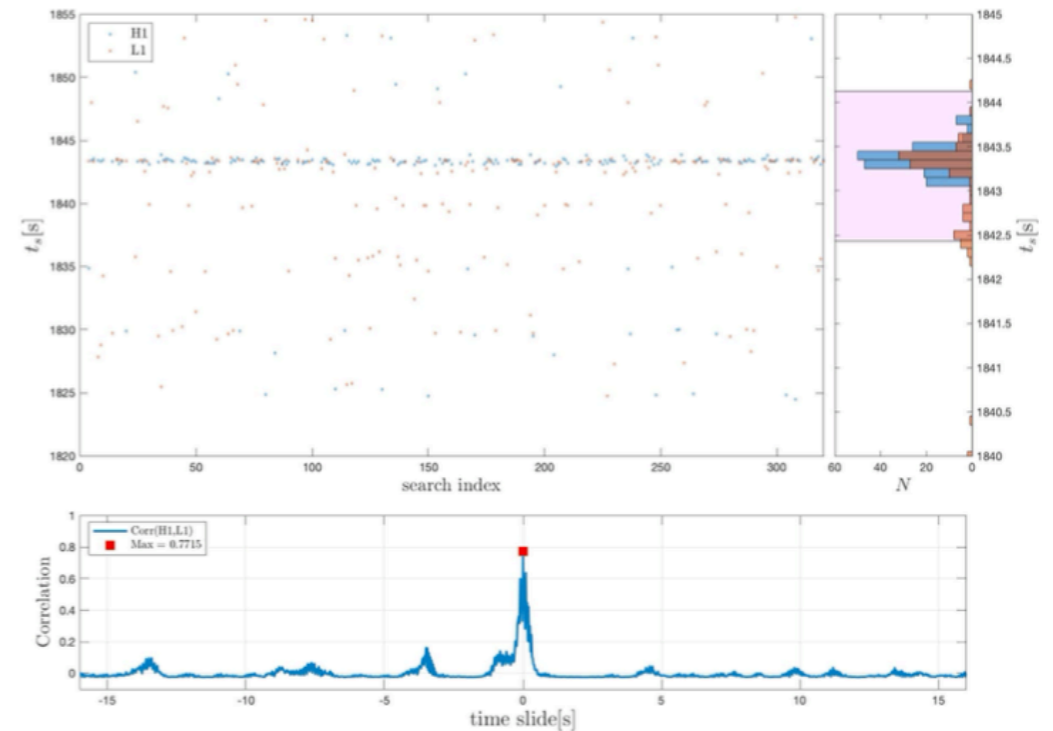 1855
1850
1845
1840
1835
1830
1825
1820
H1
L1
t_s[s]
0 50 100 150 200 250 300
search index
1845
1844.5
1844
1843.5
1843
1842.5
1842
1841.5
1841
1840.5
1840
t_s[s]
60 40 20 0
N
1
0.8
0.6
0.4
0.2
0
Corr(H1,L1)
Max = 0.7715
Correlation
-15 -10 -5 0 5 10 15
time slide[s]